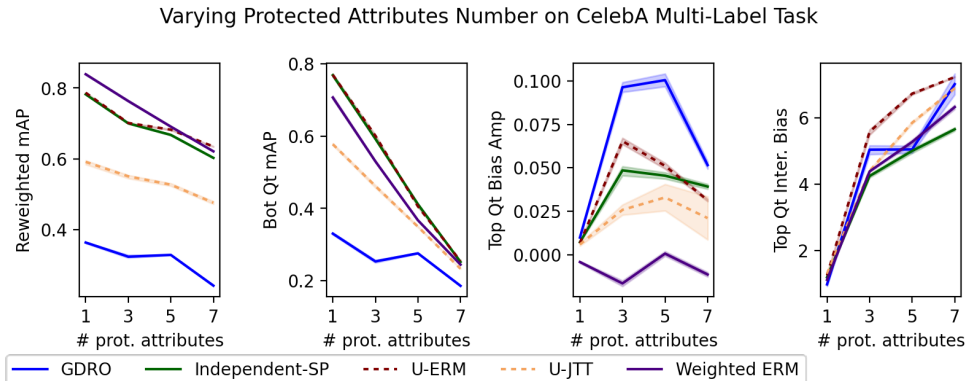 Varying Protected Attributes Number on CelebA Multi-Label Task
Reweighted mAP
0.8
0.6
0.4
1 3 5 7
# prot. attributes
Bot Qt mAP
0.8
0.6
0.4
0.2
1 3 5 7
# prot. attributes
Top Qt Bias Amp
0.100
0.075
0.050
0.025
0.000
1 3 5 7
# prot. attributes
Top Qt Inter. Bias
6
4
2
1 3 5 7
# prot. attributes
GDRO Independent-SP U-ERM U-JTT Weighted ERM